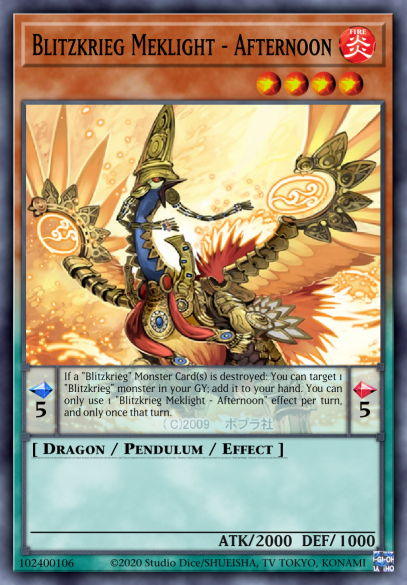 Blitzkrieg Meklight - Afternoon
FIRE
炎
If a "Blitzkrieg" Monster Card(s) is destroyed: You can target 1
"Blitzkrieg" monster in your GY; add it to your hand. You can
only use 1 "Blitzkrieg Meklight - Afternoon" effect per turn,
and only once that turn.
5
5
(C)2009 ポプラ社
[ Dragon / Pendulum / Effect ]
ATK/2000 DEF/1000
102400106
©2020 Studio Dice/SHUEISHA, TV TOKYO, KONAMI